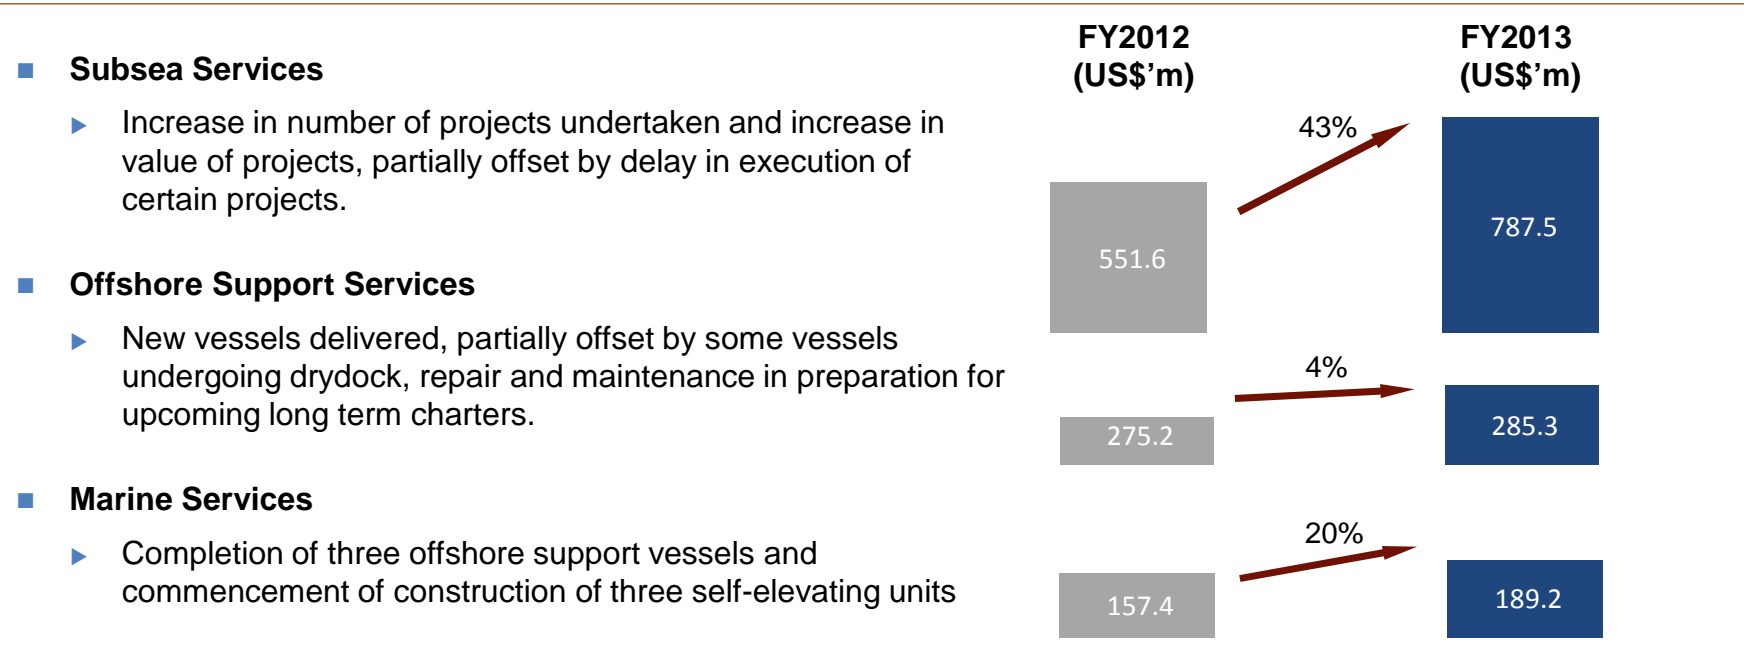 FY2012
(US$’m)
FY2013
(US$’m)
Subsea Services
Increase in number of projects undertaken and increase in
value of projects, partially offset by delay in execution of
certain projects.
43%
551.6
787.5
Offshore Support Services
New vessels delivered, partially offset by some vessels
undergoing drydock, repair and maintenance in preparation for
upcoming long term charters.
4%
275.2
285.3
Marine Services
Completion of three offshore support vessels and
commencement of construction of three self-elevating units
20%
157.4
189.2